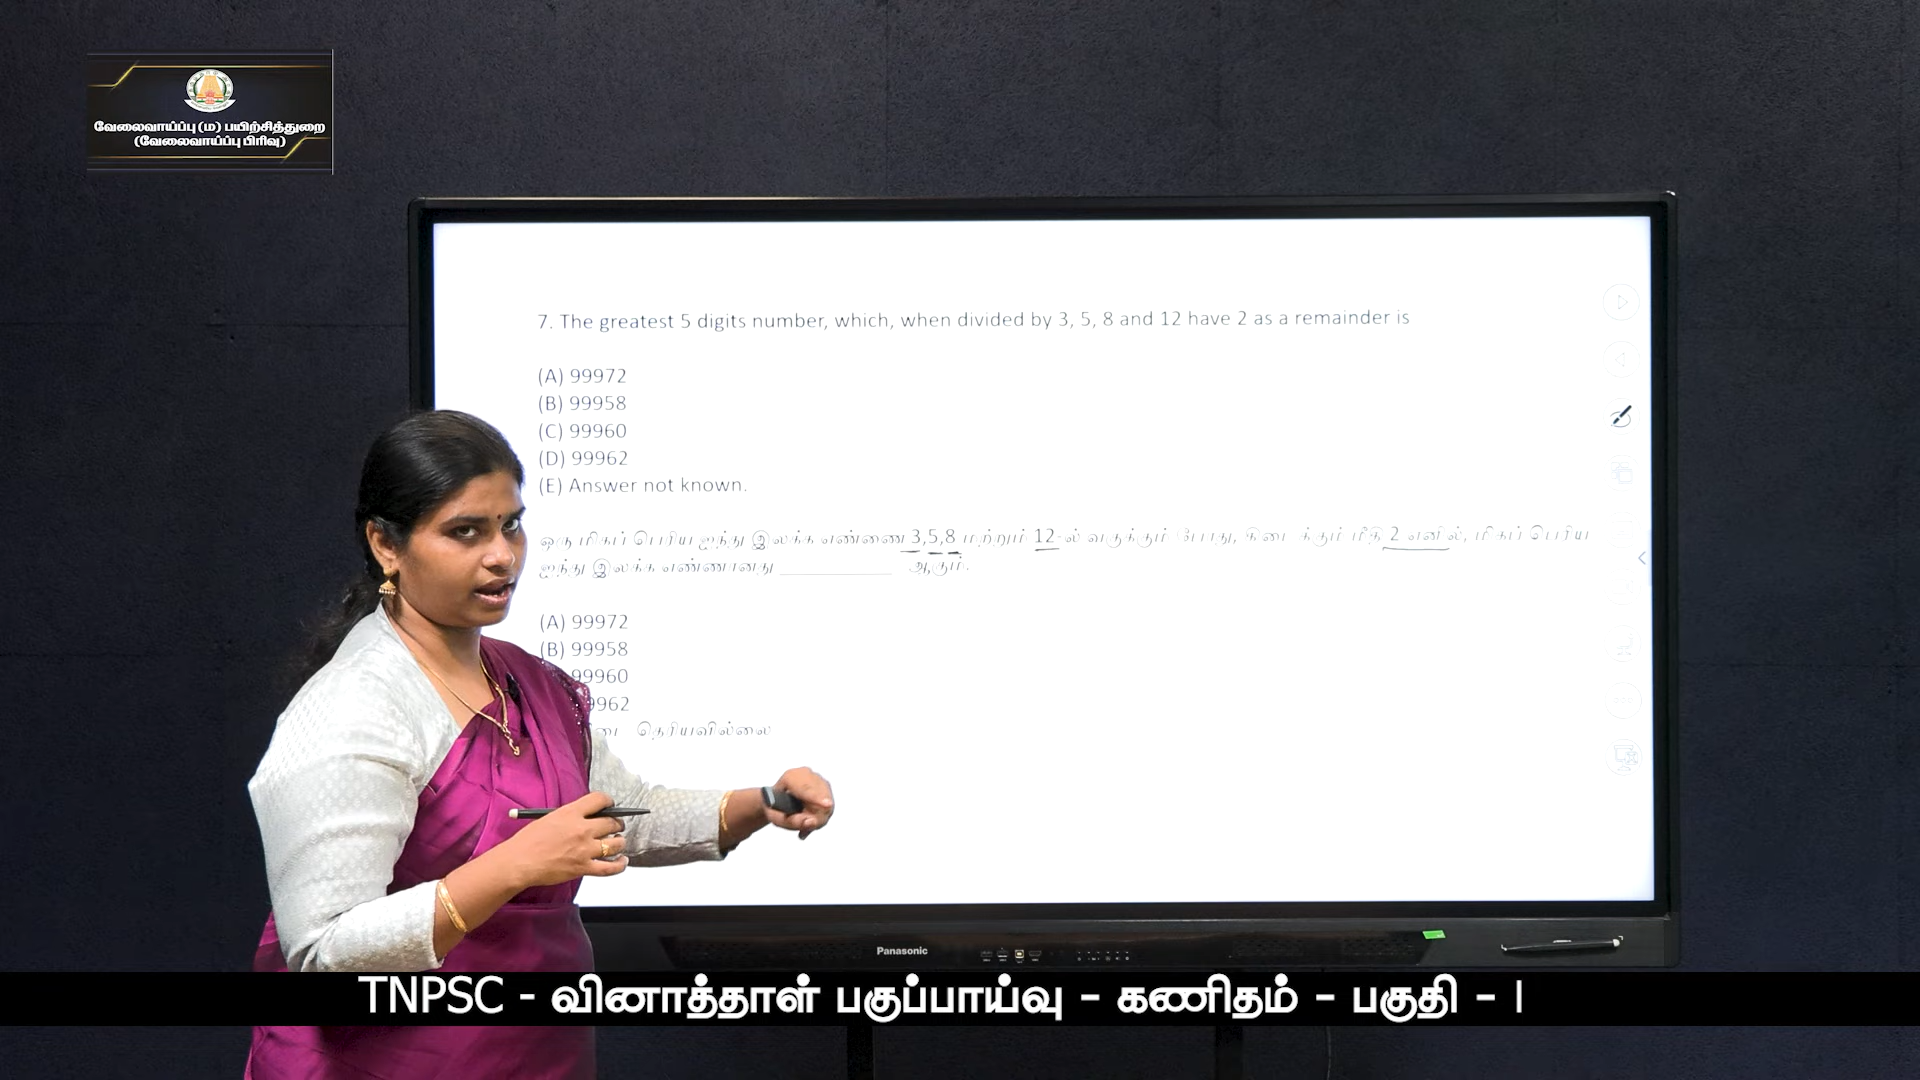 வேலைவாய்ப்பு (ம) பயிற்சித்துறை
(வேலைவாய்ப்பு பிரிவு)
7. The greatest 5 digits number, which, when divided by 3, 5, 8 and 12 have 2 as a remainder is
(A) 99972
(B) 99958
(C) 99960
(D) 99962
(E) Answer not known.
ஒரு மிகப் பெரிய ஐந்து இலக்க எண்ணை 3,5,8 மற்றும் 12-ல் வகுக்கும் போது, கிடைக்கும் மீதி 2 எனில், மிகப் பெரிய
ஐந்து இலக்க எண்ணானது ____________ ஆகும்.
(A) 99972
(B) 99958
99960
9962
தெரியவில்லை
Panasonic
TNPSC - வினாத்தாள் பகுப்பாய்வு - கணிதம் - பகுதி - I